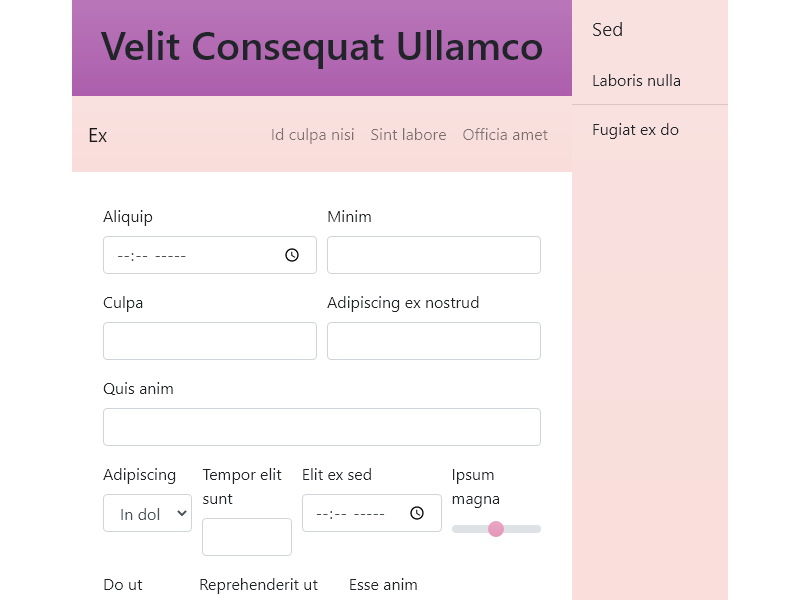 Velit Consequat Ullamco
Ex
Id culpa nisi
Sint labore
Officia amet
Sed
Laboris nulla
Fugiat ex do
Aliquip
Minim
--:-- -----
Culpa
Adipiscing ex nostrud
Quis anim
Adipiscing
In dol
Tempor elit
sunt
Elit ex sed
--:-- -----
Ipsum
magna
Do ut
Reprehenderit ut
Esse anim